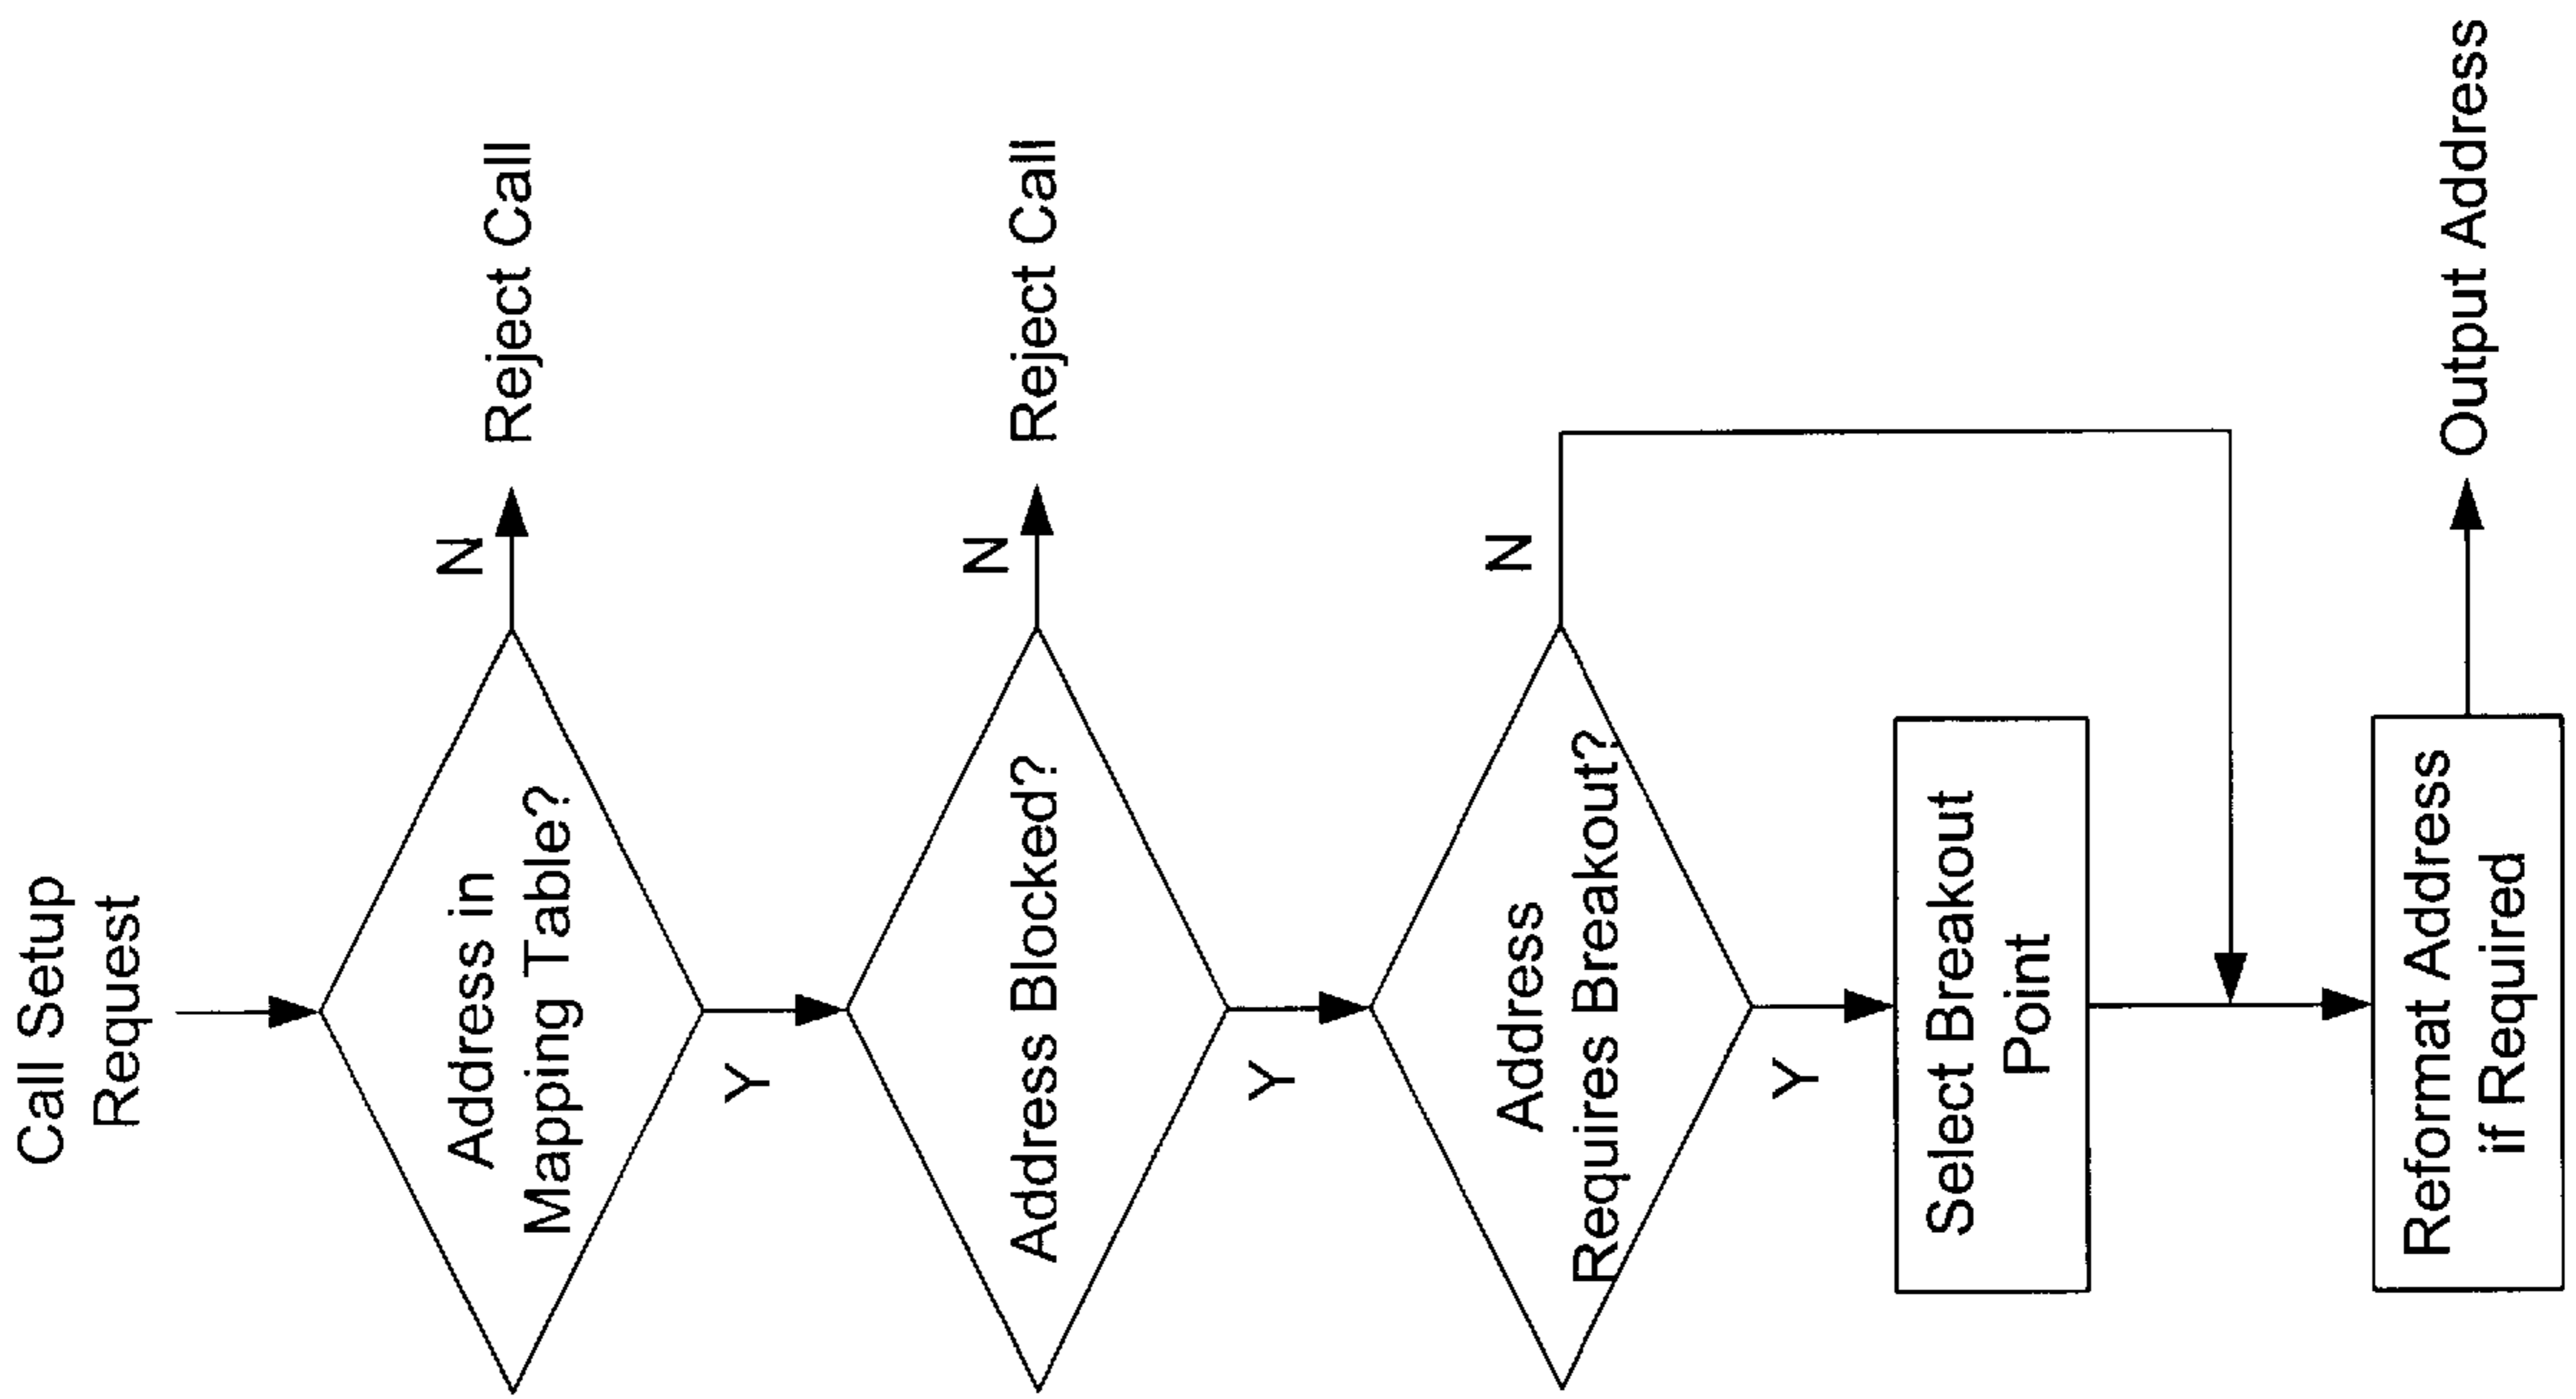 Call Setup
Request
Address in
Mapping Table?
N
Reject Call
Y
Address Blocked?
N
Reject Call
Y
Address
Requires Breakout?
N
Y
Select Breakout
Point
Reformat Address
if Required
Output Address